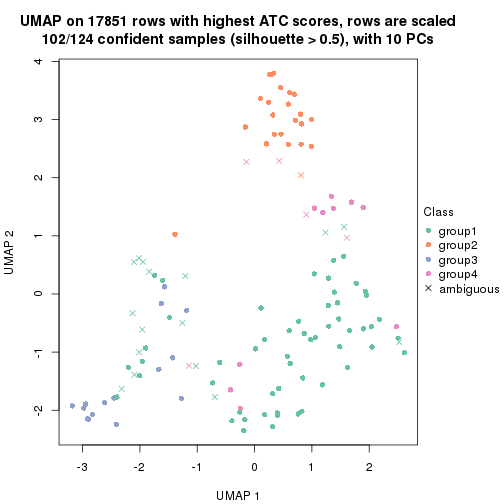 UMAP on 17851 rows with highest ATC scores, rows are scaled
102/124 confident samples (silhouette > 0.5), with 10 PCs
4
3
2
1
0
-1
-2
UMAP 2
-3
-2
-1
0
1
2
UMAP 1
Class
group1
group2
group3
group4
ambiguous